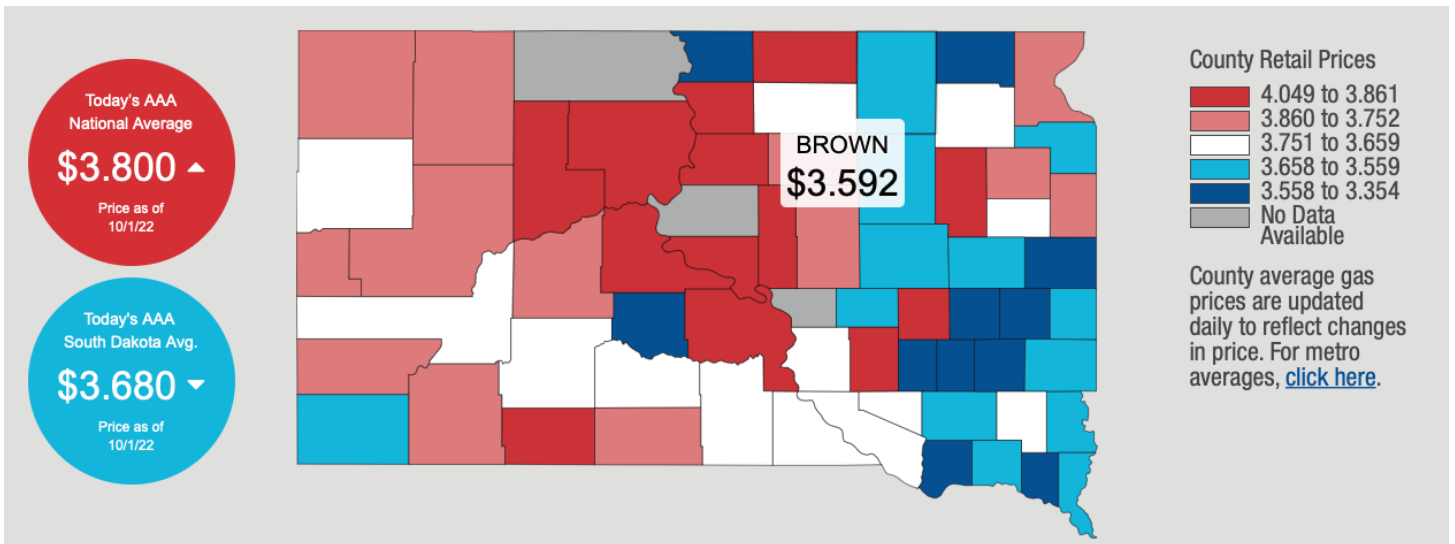 Today's AAA
National Average
$3.800
Price as of
10/1/22
Today's AAA
South Dakota Avg.
$3.680
Price as of
10/1/22
BROWN
$3.592
County Retail Prices
4.049 to 3.861
3.860 to 3.752
3.751 to 3.659
3.658 to 3.559
3.558 to 3.354
No Data
Available
County average gas
prices are updated
daily to reflect changes
in price. For metro
averages, click here.